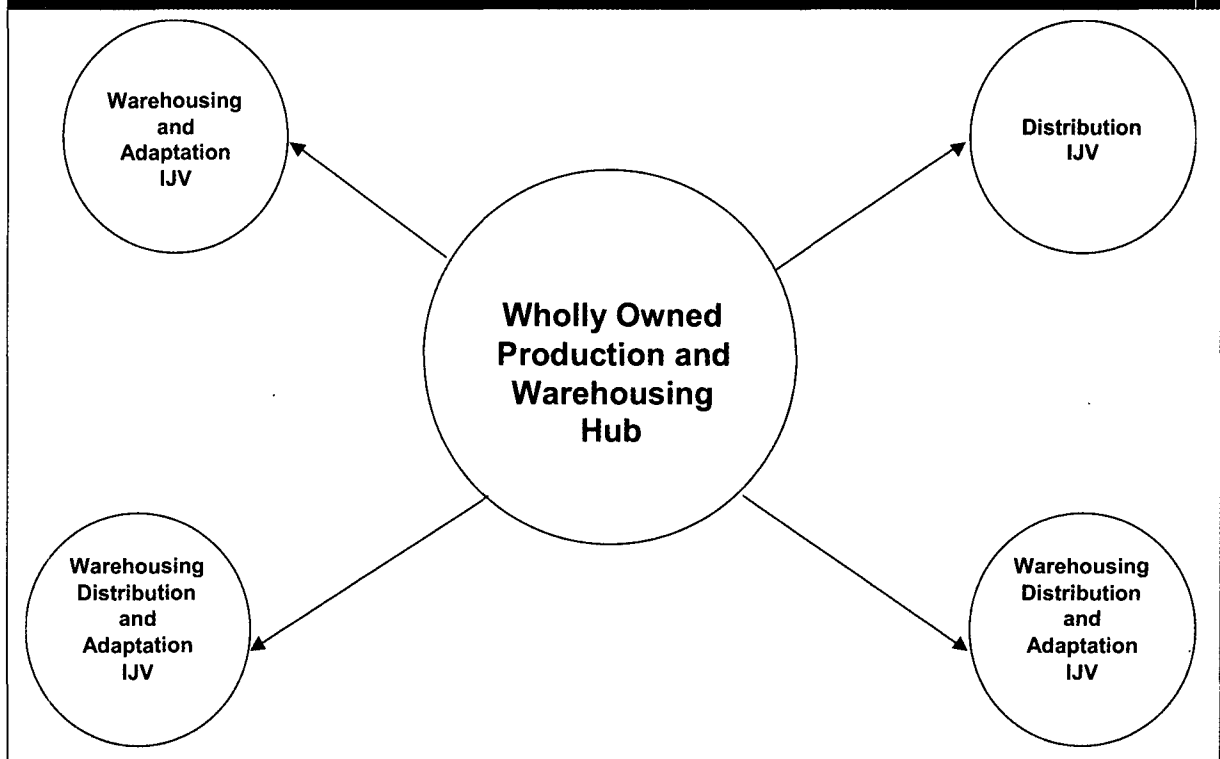 Warehousing
and
Adaptation
IJV
Distribution
IJV
Wholly Owned
Production and
Warehousing
Hub
Warehousing
Distribution
and
Adaptation
IJV
Warehousing
Distribution
and
Adaptation
IJV